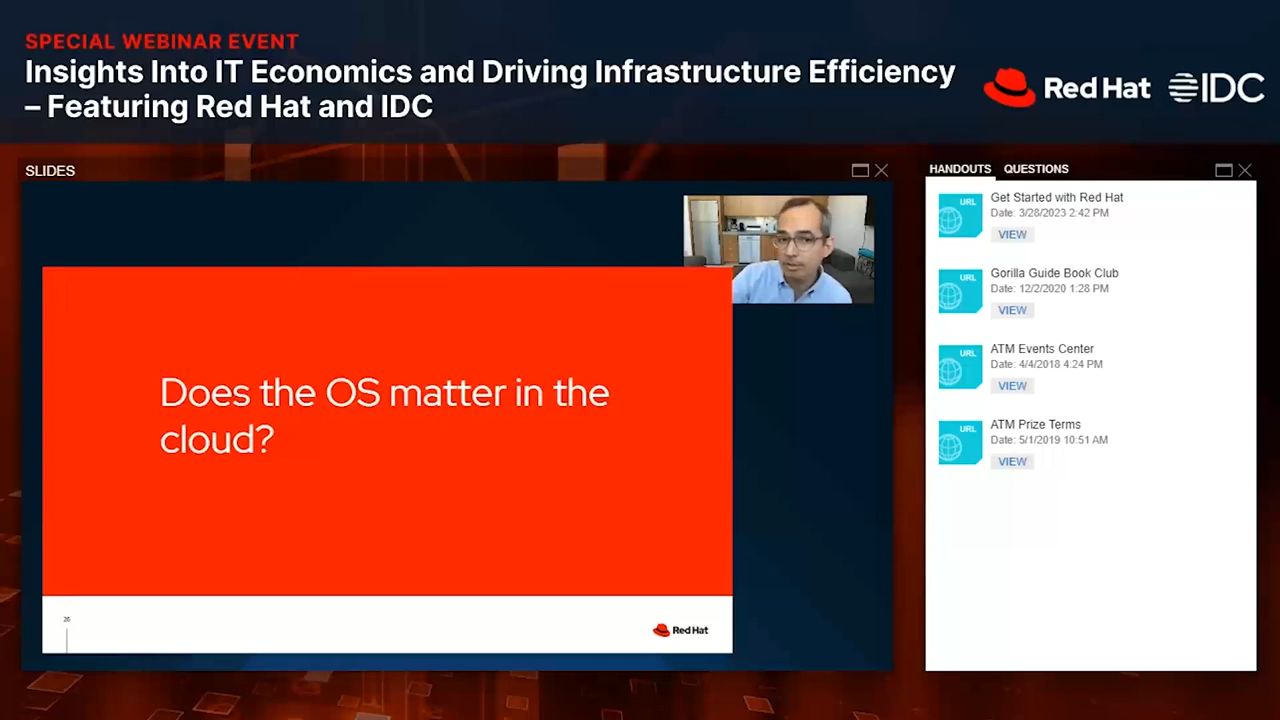 SPECIAL WEBINAR EVENT
Insights Into IT Economics and Driving Infrastructure Efficiency
– Featuring Red Hat and IDC
Red Hat
IDC
SLIDES
Does the OS matter in the
cloud?
26
Red Hat
HANDOUTS
QUESTIONS
URL
Get Started with Red Hat
Date: 3/28/2023 2:42 PM
VIEW
URL
Gorilla Guide Book Club
Date: 12/2/2020 1:28 PM
VIEW
URL
ATM Events Center
Date: 4/4/2018 4:24 PM
VIEW
URL
ATM Prize Terms
Date: 5/1/2019 10:51 AM
VIEW